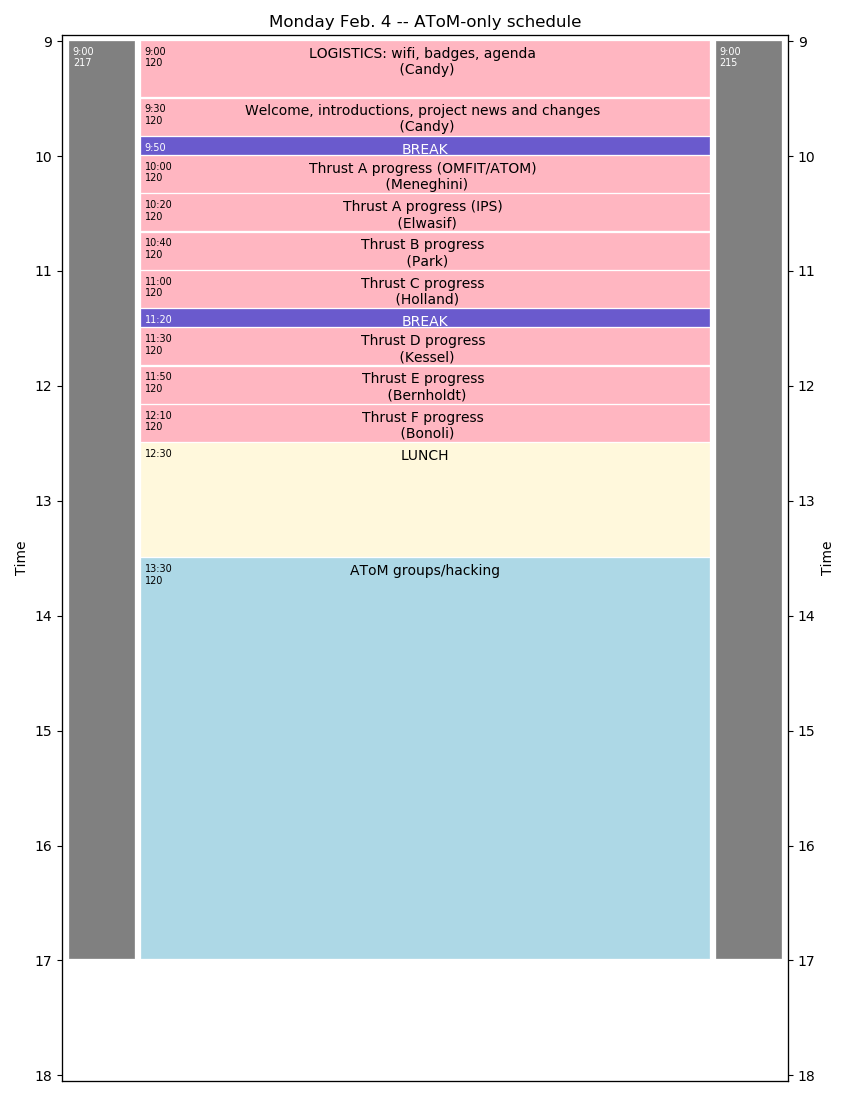 Monday Feb. 4 -- AToM-only schedule
9:00
217
9:00
120
LOGISTICS: wifi, badges, agenda
(Candy)
9:00
215
9:30
120
Welcome, introductions, project news and changes
(Candy)
9:50
BREAK
10:00
120
Thrust A progress (OMFIT/ATOM)
(Meneghini)
10:20
120
Thrust A progress (IPS)
(Elwasif)
10:40
120
Thrust B progress
(Park)
11:00
120
Thrust C progress
(Holland)
11:20
BREAK
11:30
120
Thrust D progress
(Kessel)
11:50
120
Thrust E progress
(Bernholdt)
12:10
120
Thrust F progress
(Bonoli)
12:30
LUNCH
13:30
120
AToM groups/hacking
9
10
11
12
13
14
15
16
17
18
Time
9
10
11
12
13
14
15
16
17
18
Time